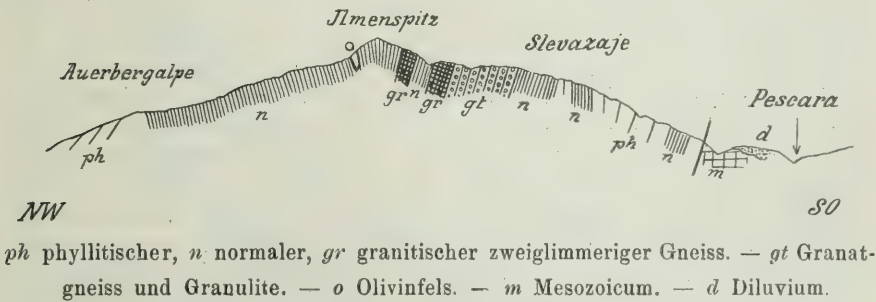 Ilmenspitz
Slevazaje
Auerbergalpe
Pescara
o
d
n
gr n
gr
gt
n
n
ph
ph
n
m
NW
SO
ph phyllitischer, n normaler, gr granitischer zweiglimmeriger Gneiss. — gt Granat-
gneiss und Granulite. — o Olivinfels. — m Mesozoicum. — d Diluvium.